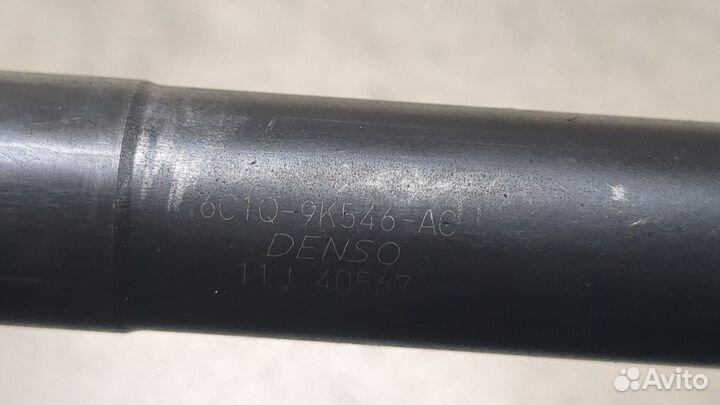 6C1Q-9K546-AC
DENSO
11J 40567
Avito